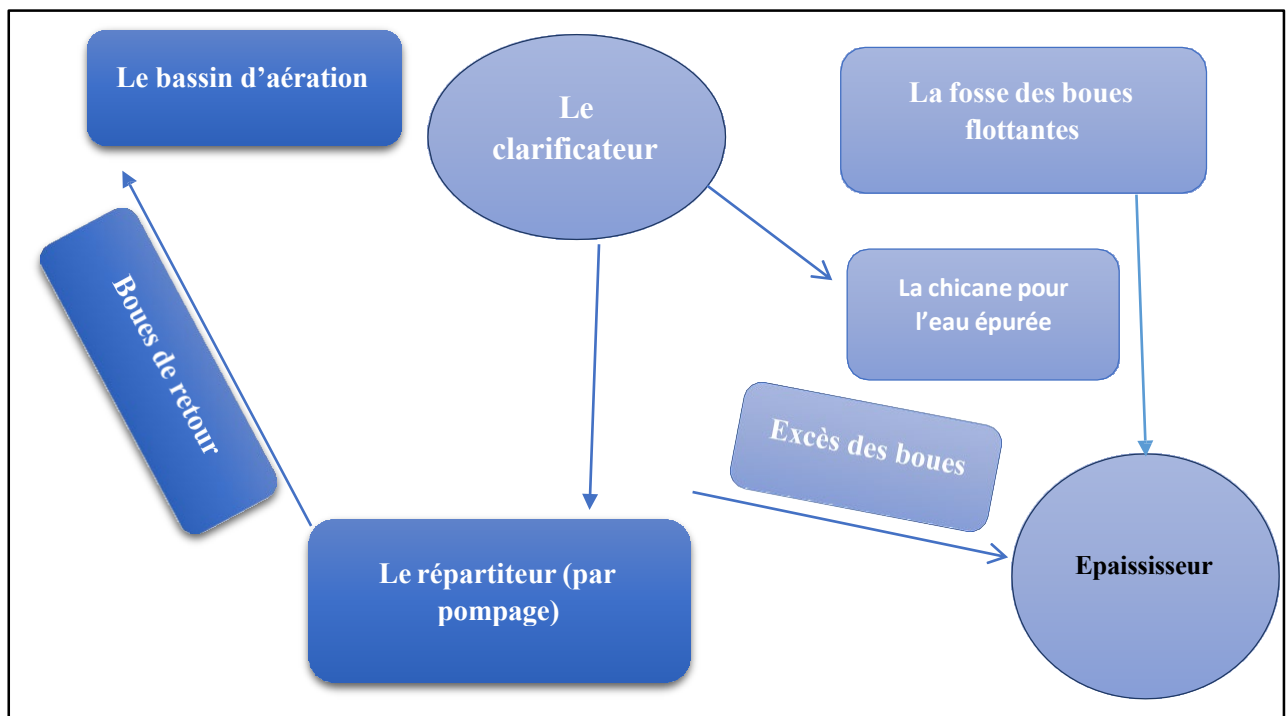 Le bassin d’aération
Le
clarificateur
La fosse des boues
flottantes
La chicane pour
l’eau épurée
Boues de retour
Excès des boues
Le répartiteur (par
pompage)
Epaississeur